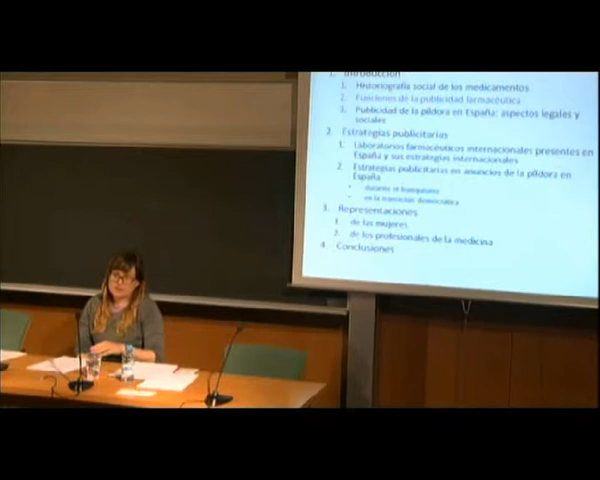 1. Introducción
1. Historiografía social de los medicamentos
2. Funciones de la publicidad farmacéutica
3. Publicidad de la píldora en España: aspectos legales y
sociales
2. Estrategias publicitarias
1. Laboratorios farmacéuticos internacionales presentes en
España y sus estrategias internacionales
2. Estrategias publicitarias en anuncios de la píldora en
España
• durante el franquismo
• en la transición democrática
3. Representaciones
1. de las mujeres
2. de los profesionales de la medicina
4. Conclusiones